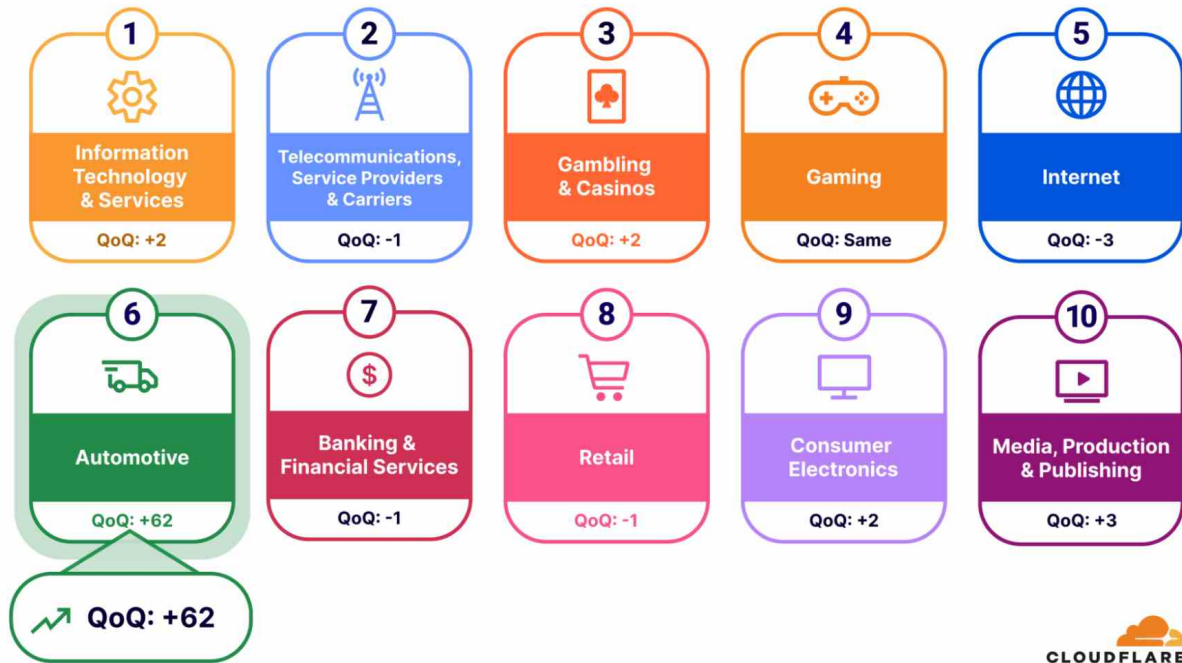 1
Information
Technology
& Services
QoQ: +2
2
Telecommunications,
Service Providers
& Carriers
QoQ: -1
3
Gambling
& Casinos
QoQ: +2
4
Gaming
QoQ: Same
5
Internet
QoQ: -3
6
Automotive
QoQ: +62
QoQ: +62
7
$
Banking &
Financial Services
QoQ: -1
8
Retail
QoQ: -1
9
Consumer
Electronics
QoQ: +2
10
Media, Production
& Publishing
QoQ: +3
CLOUDFLARE